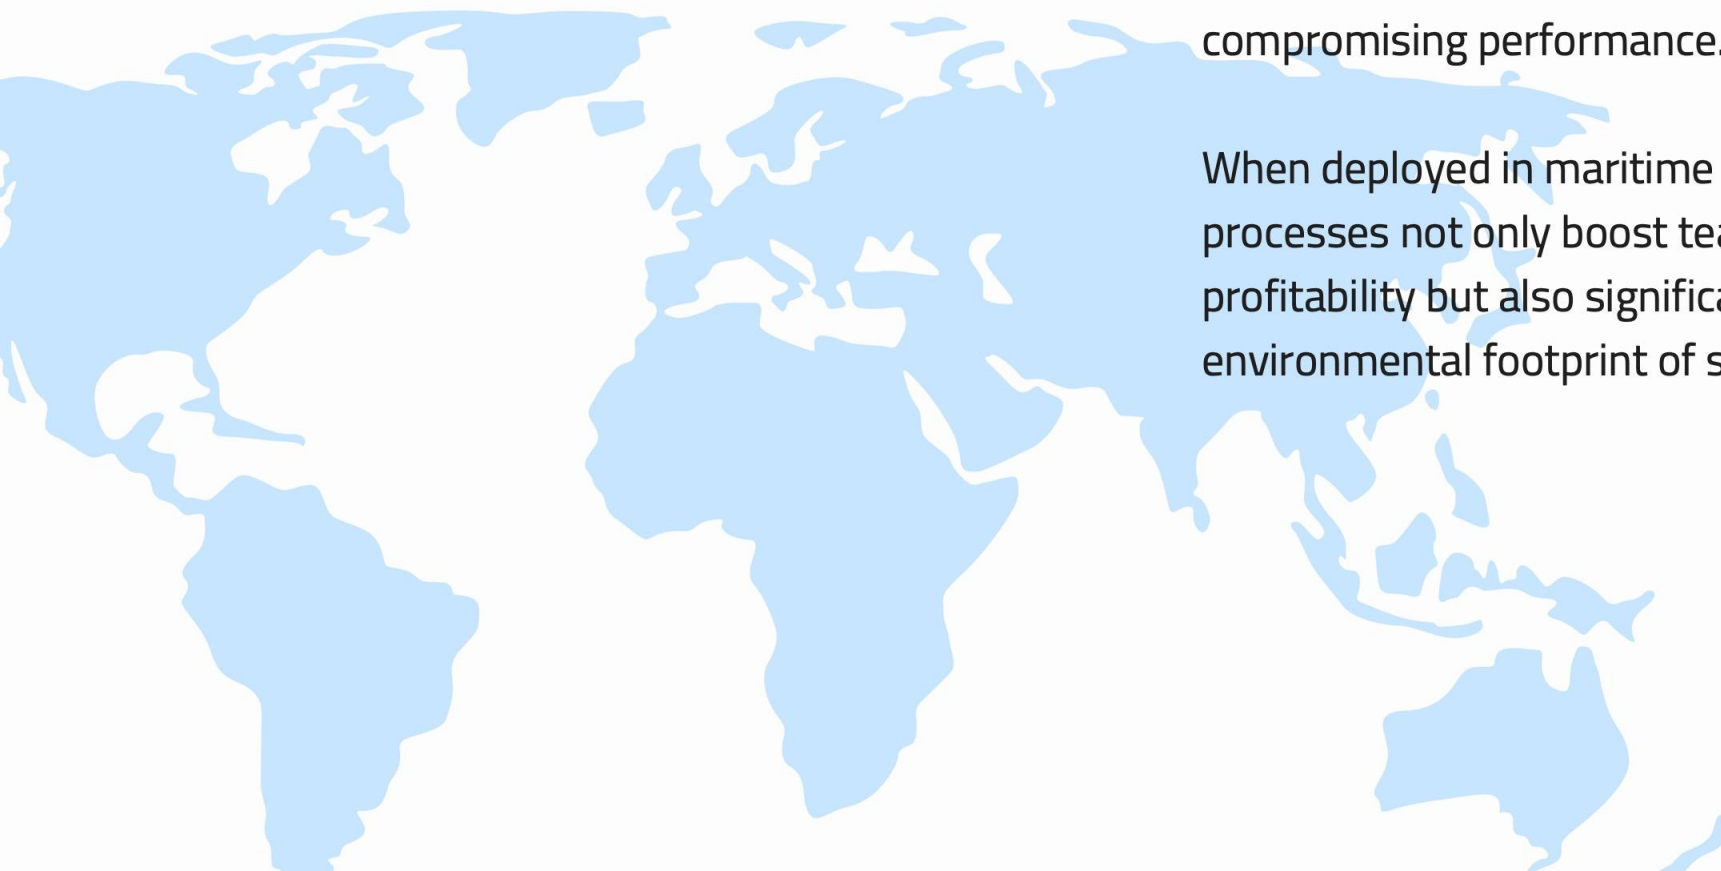 compromising performance.
When deployed in maritime
processes not only boost
profitability but also
environmental footprint of